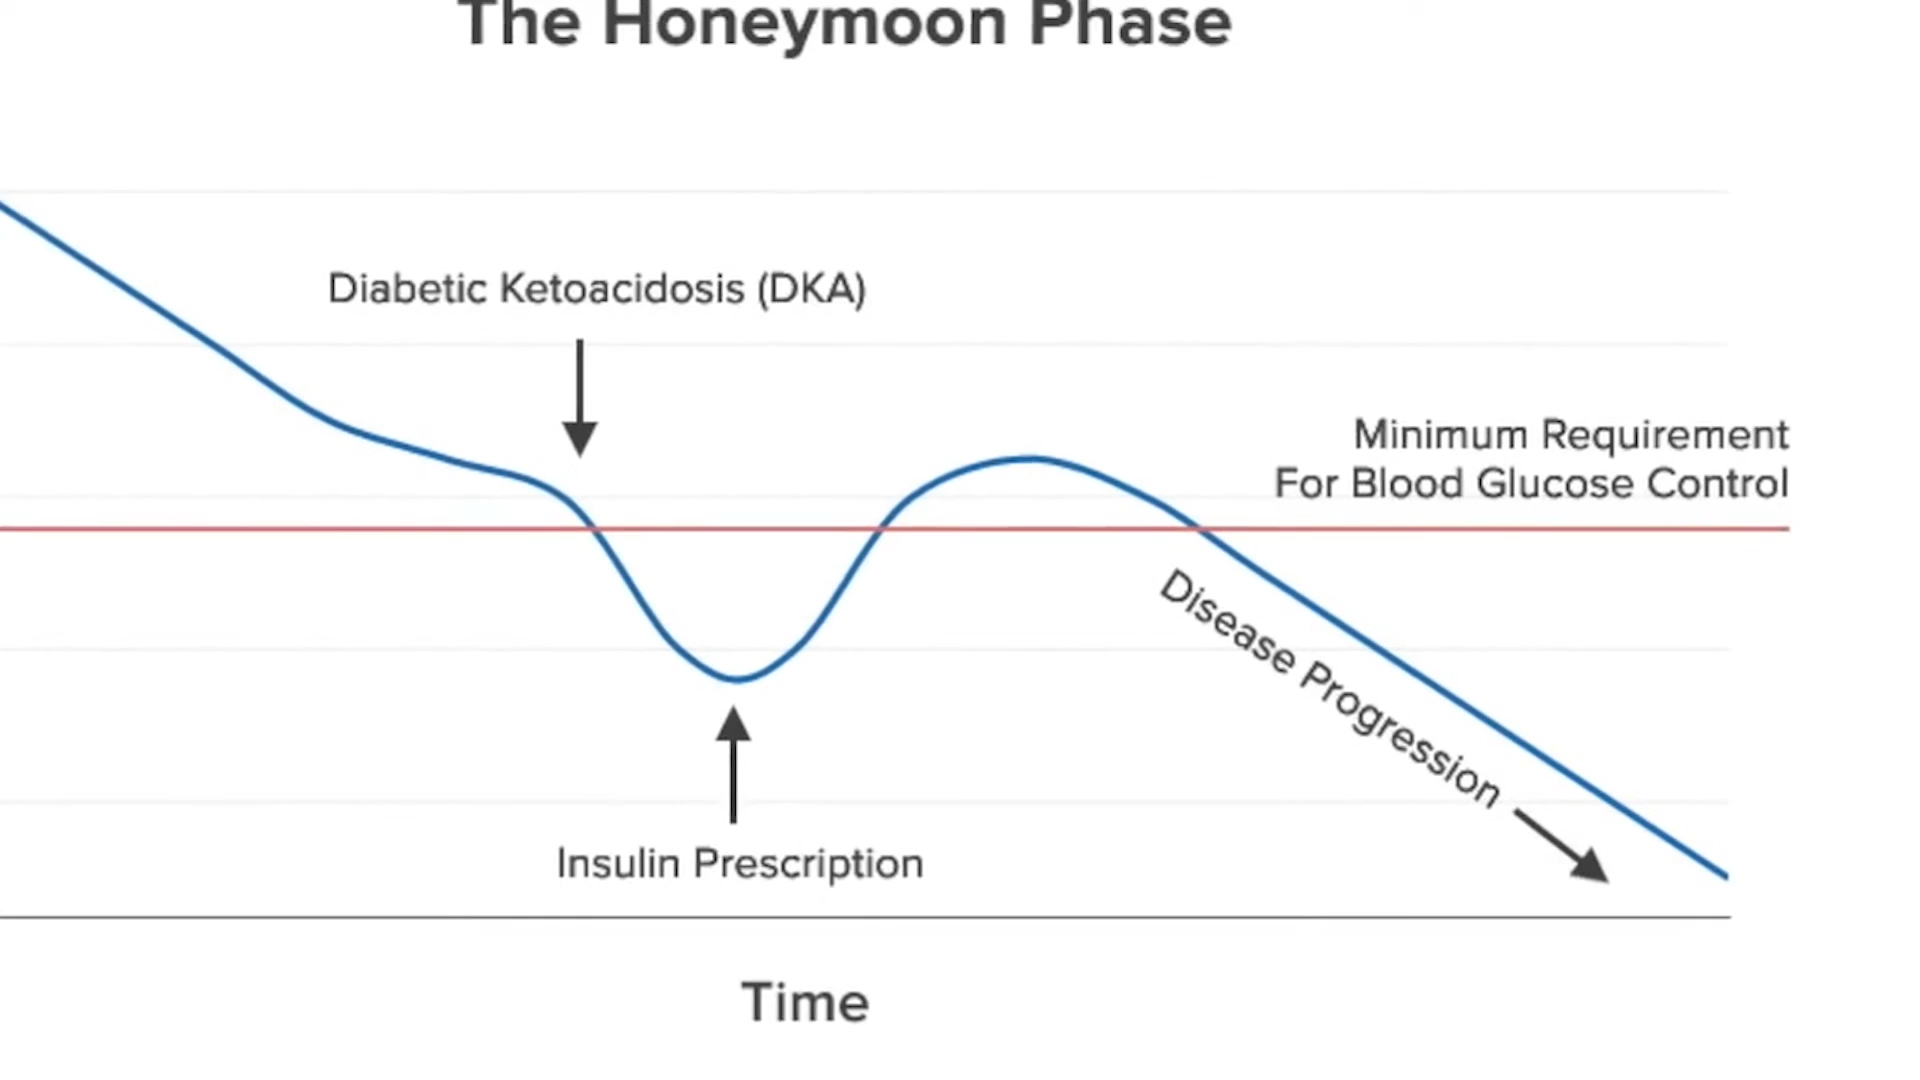 The Honeymoon Phase
Diabetic Ketoacidosis (DKA)
Minimum Requirement
For Blood Glucose Control
Disease Progression
Insulin Prescription
Time